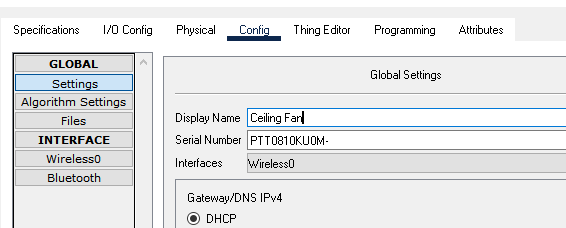 Specifications I/O Config Physical Config Thing Editor Programming Attributes
GLOBAL
Settings
Algorithm Settings
Files
INTERFACE
Wireless0
Bluetooth
Global Settings
Display Name Ceiling Fan
Serial Number PTT0810KU0M-
Interfaces Wireless0
Gateway/DNS IPv4
DHCP